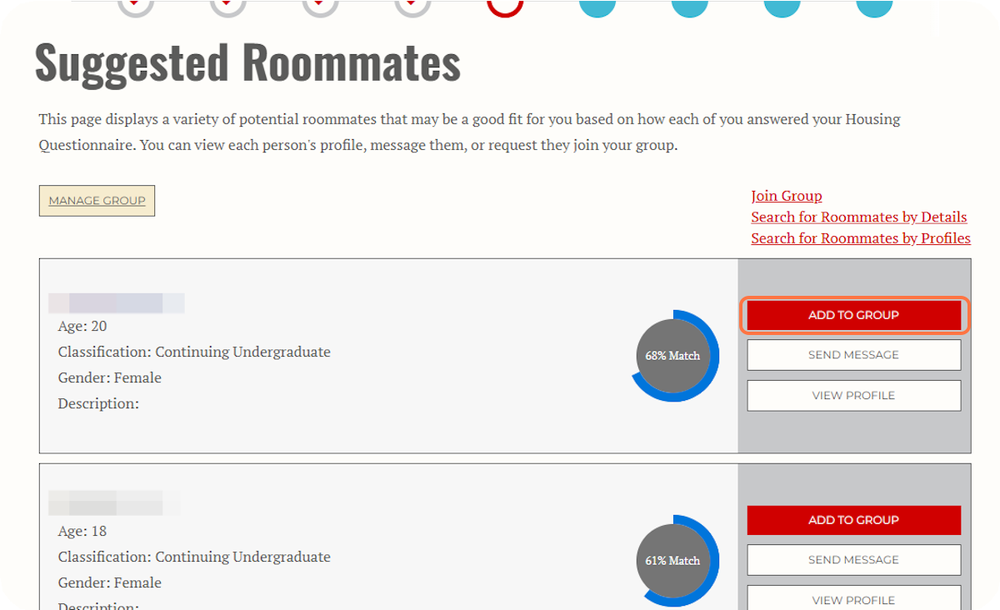 Suggested Roommates
This page displays a variety of potential roommates that may be a good fit for you based on how each of you answered your Housing
Questionnaire. You can view each person's profile, message them, or request they join your group.
MANAGE GROUP
Join Group
Search for Roommates by Details
Search for Roommates by Profiles
Age: 20
Classification: Continuing Undergraduate
Gender: Female
Description:
68% Match
ADD TO GROUP
SEND MESSAGE
VIEW PROFILE
Age: 18
Classification: Continuing Undergraduate
Gender: Female
Description:
61% Match
ADD TO GROUP
SEND MESSAGE
VIEW PROFILE